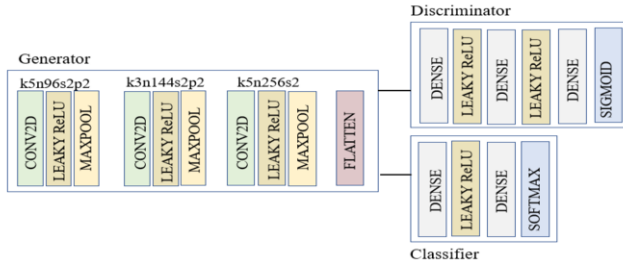 Discriminator
Generator
k5n96s2p2
k3n144s2p2
k5n256s2
CONV2D
LEAKY ReLU
MAXPOOL
CONV2D
LEAKY ReLU
MAXPOOL
CONV2D
LEAKY ReLU
MAXPOOL
FLATTEN
DENSE
LEAKY ReLU
DENSE
LEAKY ReLU
DENSE
SIGMOID
DENSE
LEAKY ReLU
DENSE
SOFTMAX
Classifier